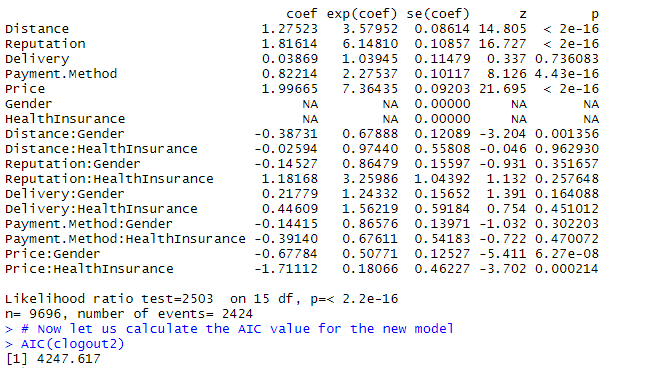 coef exp(coef) se(coef)      z        p
Distance               1.27523   3.57952  0.08614 14.805  < 2e-16
Reputation             1.81614   6.14810  0.10857 16.727  < 2e-16
Delivery               0.03869   1.03945  0.11479  0.337 0.736083
Payment.Method         0.82214   2.27537  0.10117  8.126 4.43e-16
Price                  1.99665   7.36435  0.09203 21.695  < 2e-16
Gender                      NA        NA  0.00000     NA       NA
HealthInsurance             NA        NA  0.00000     NA       NA
Distance:Gender       -0.38731   0.67888  0.12089 -3.204 0.001356
Distance:HealthInsurance -0.02594   0.97440  0.55808 -0.046 0.962930
Reputation:Gender     -0.14527   0.86479  0.15597 -0.931 0.351657
Reputation:HealthInsurance 1.18168   3.25986  1.04392  1.132 0.257648
Delivery:Gender        0.21779   1.24332  0.15652  1.391 0.164088
Delivery:HealthInsurance 0.44609   1.56219  0.59184  0.754 0.451012
Payment.Method:Gender -0.14415   0.86576  0.13971 -1.032 0.302203
Payment.Method:HealthInsurance -0.39140   0.67611  0.54183 -0.722 0.470072
Price:Gender          -0.67784   0.50771  0.12527 -5.411 6.27e-08
Price:HealthInsurance -1.71112   0.18066  0.46227 -3.702 0.000214
Likelihood ratio test=2503  on 15 df, p=< 2.2e-16
n= 9696, number of events= 2424
> # Now let us calculate the AIC value for the new model
> AIC(clogout2)
[1] 4247.617